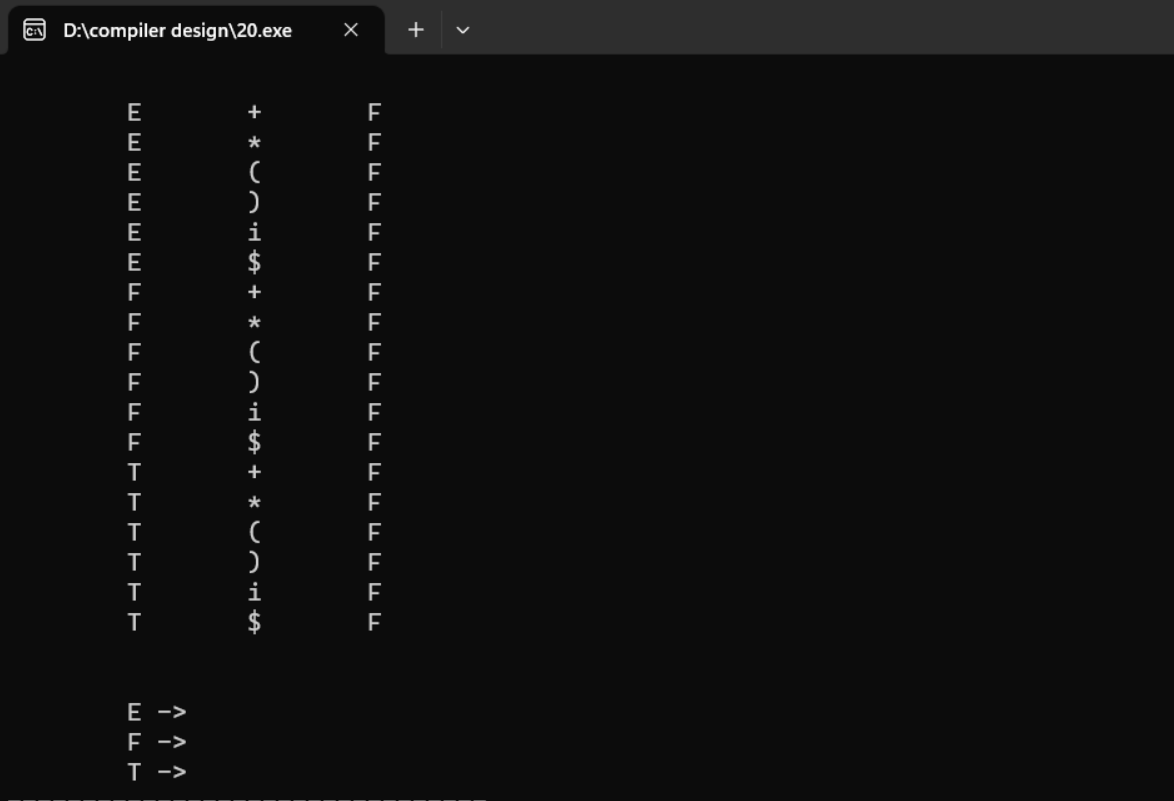 D:\compiler design\20.exe
E + F
E * F
E ( F
E ) F
E i F
E $ F
F + F
F * F
F ( F
F ) F
F i F
F $ F
T + F
T * F
T ( F
T ) F
T i F
T $ F
E ->
F ->
T ->
--------------------------------